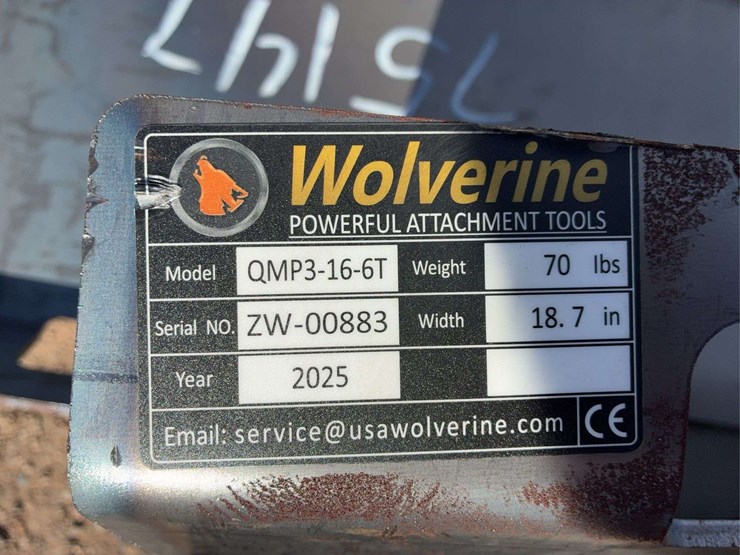 75147
Wolverine
POWERFUL ATTACHMENT TOOLS
Model QMP3-16-6T Weight 70 lbs
Serial NO. ZW-00883 Width 18.7 in
Year 2025
Email: service@usawolverine.com CE